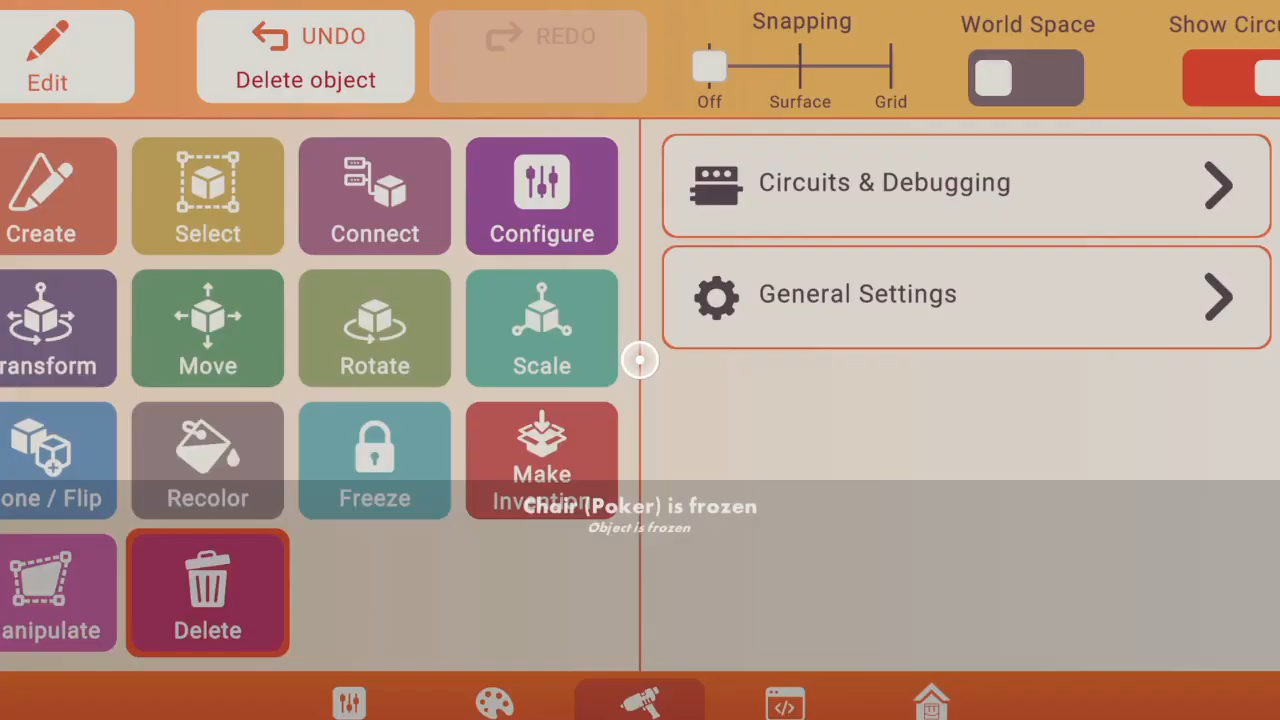 Edit
UNDO
Delete object
REDO
Snapping
Off
Surface
Grid
World Space
Show Circu
Create
Select
Connect
Configure
ransform
Move
Rotate
Scale
one / Flip
Recolor
Freeze
Make
Invention
anipulate
Delete
Circuits & Debugging
General Settings
Chair (Poker) is frozen
Object is frozen